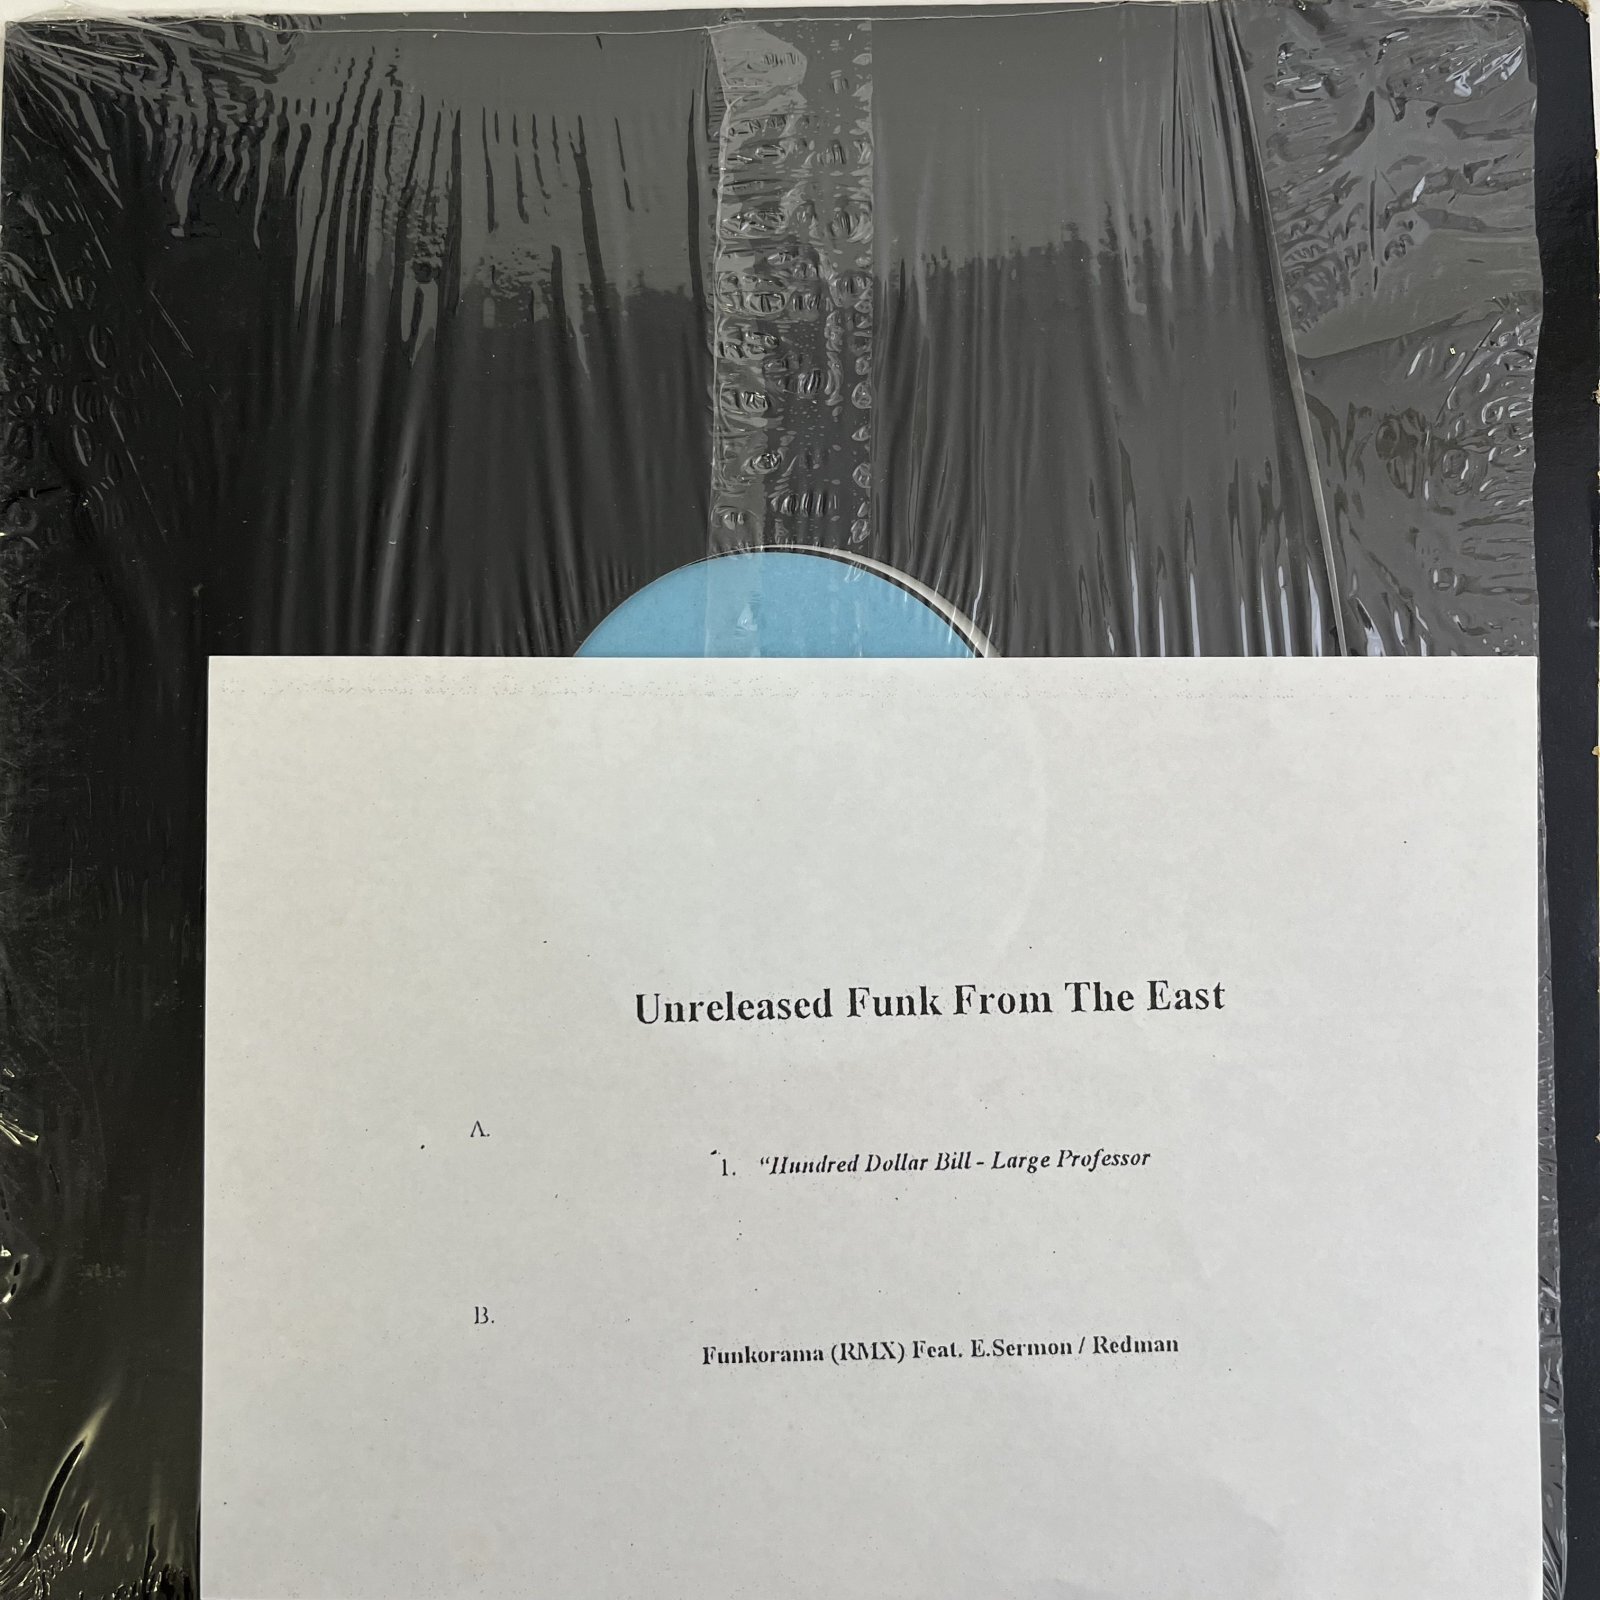 Unreleased Funk From The East
A.
1. "Hundred Dollar Bill - Large Professor
B.
Funkorama (RMX) Feat. E.Sermon / Redman